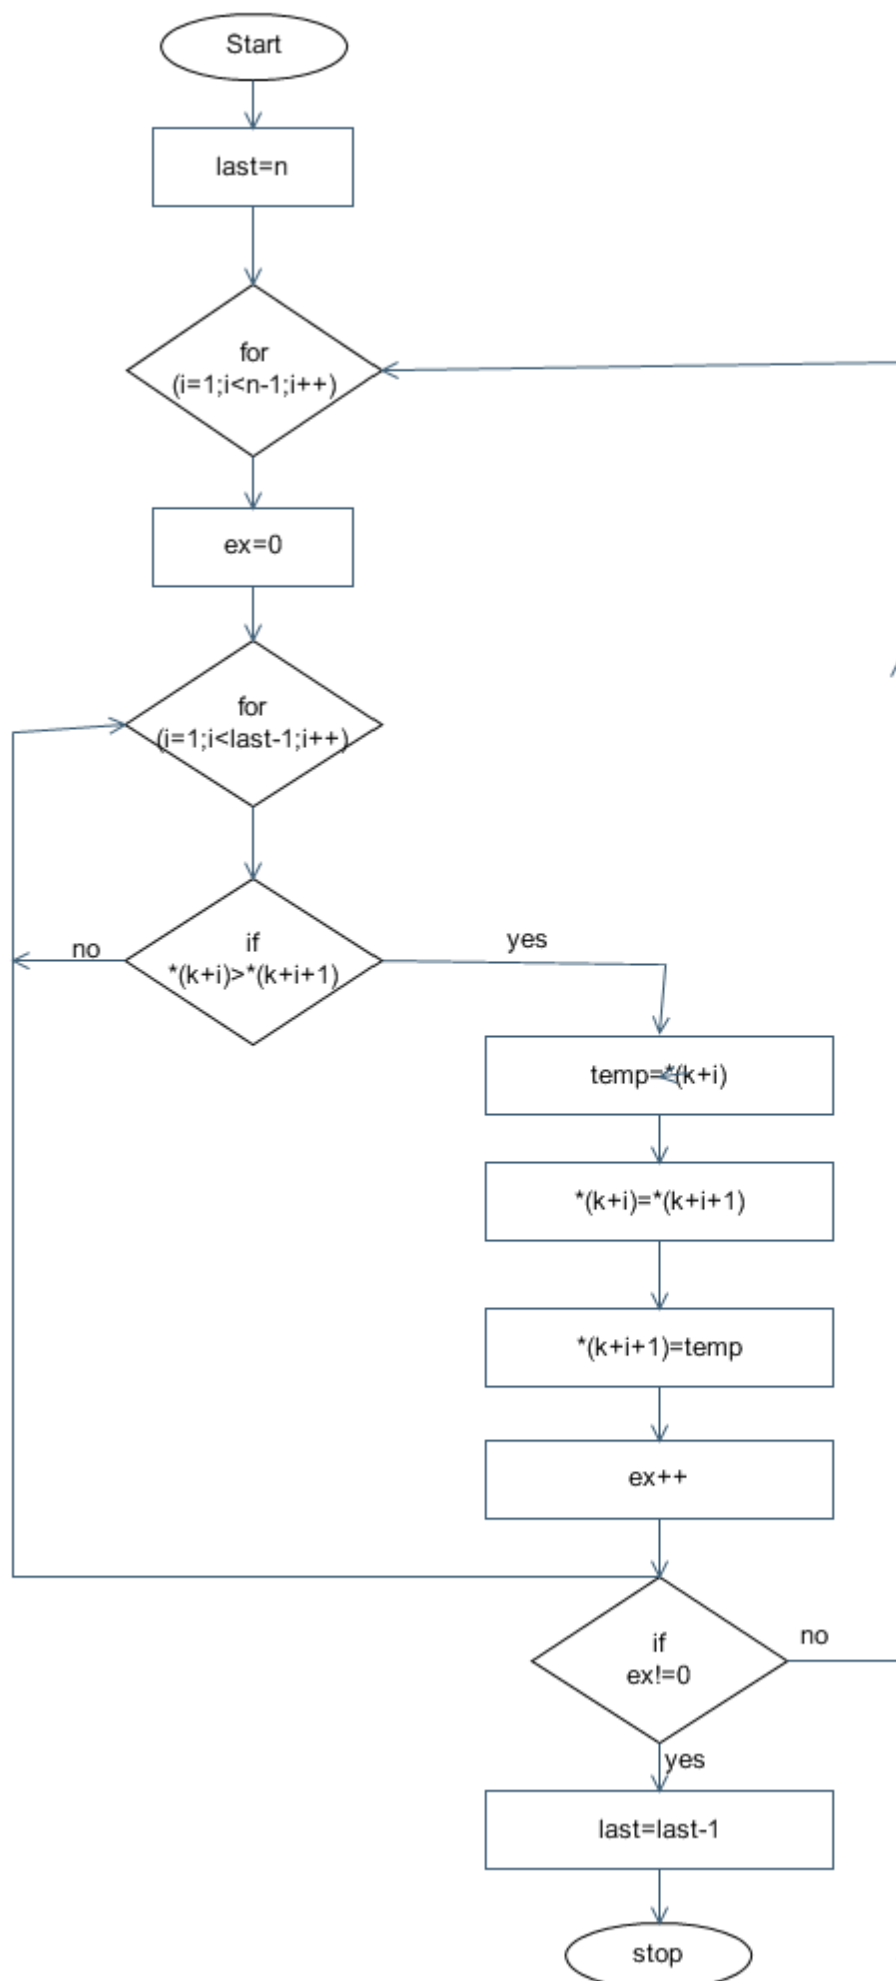 Start
last=n
for
(i=1;i<n-1;i++)
ex=0
for
(i=1;i<last-1;i++)
if
*(k+i)>*(k+i+1)
no
yes
temp=*(k+i)
*(k+i)=*(k+i+1)
*(k+i+1)=temp
ex++
if
ex!=0
no
yes
last=last-1
stop